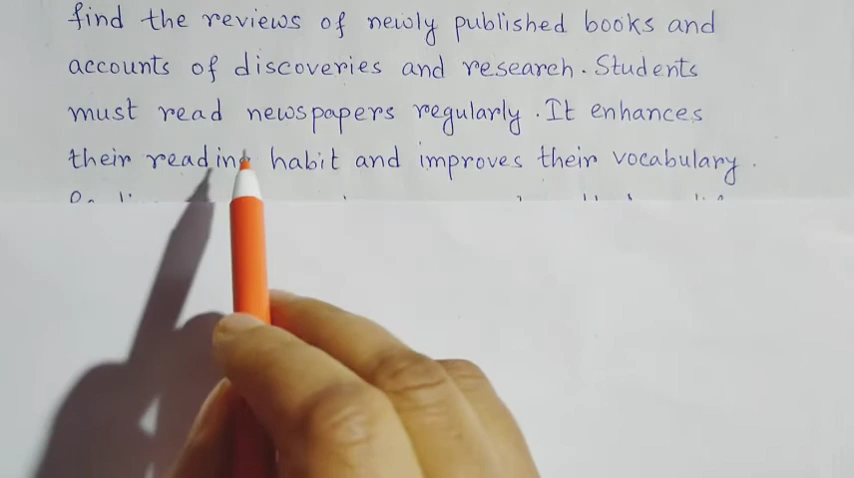 find the reviews of newly published books and
accounts of discoveries and research. Students
must read newspapers regularly. It enhances
their reading habit and improves their vocabulary.